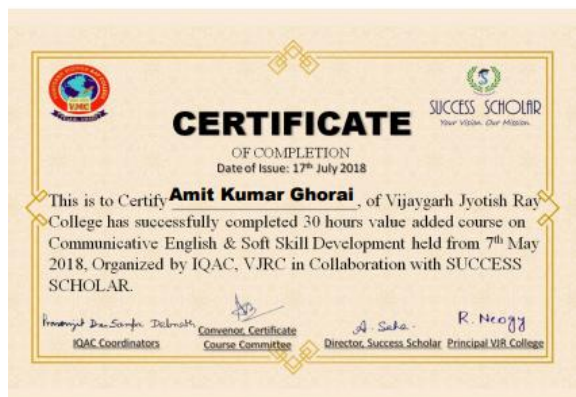 VJRC
SUCCESS SCHOLAR
Your Vision Our Mission
CERTIFICATE
OF COMPLETION
Date of Issue: 17th July 2018
This is to Certify Amit Kumar Ghorai, of Vijaygarh Jyotish Ray
College has successfully completed 30 hours value added course on
Communicative English & Soft Skill Development held from 7th May
2018, Organized by IQAC, VJRC in Collaboration with SUCCESS
SCHOLAR.
A. Saha.
R. Neogy
IQAC Coordinators
Convenor, Certificate
Course Committee
Director, Success Scholar
Principal VJR College